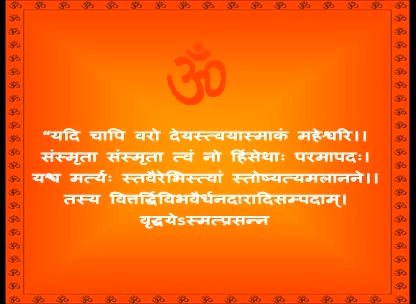 ॐ
“यदि चापि वरो देयस्त्वयास्माकं महेश्वरि।।
संस्मृता संस्मृता त्वं नो हिंसेथाः परमापदः।
यश्च मर्त्यः स्तवैरेभिस्त्वां स्तोष्यत्यमलानने।।
तस्य वित्तर्द्धिविभवैर्धनदारादिसम्पदाम्।
वृद्धयेऽस्मत्प्रसन्न